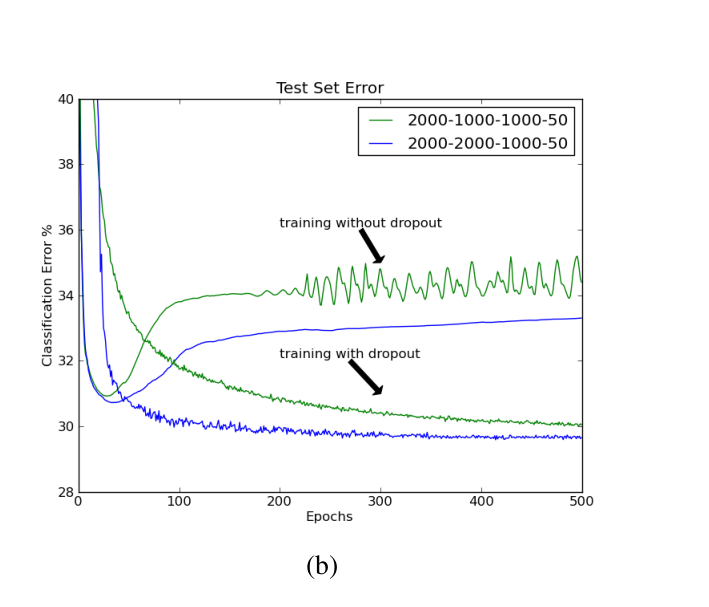 Test Set Error
40
38
36
34
32
30
28
Classification Error %
2000-1000-1000-50
2000-2000-1000-50
training without dropout
training with dropout
0 100 200 300 400 500
Epochs
(b)